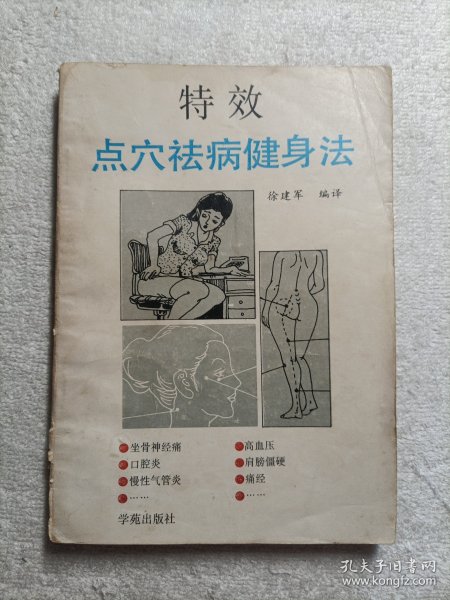 特效
点穴祛病健身法
徐建军 编译
坐骨神经痛
口腔炎
慢性气管炎
……
高血压
肩膀僵硬
痛经
……
学苑出版社
孔夫子旧书网
www.kongfz.com